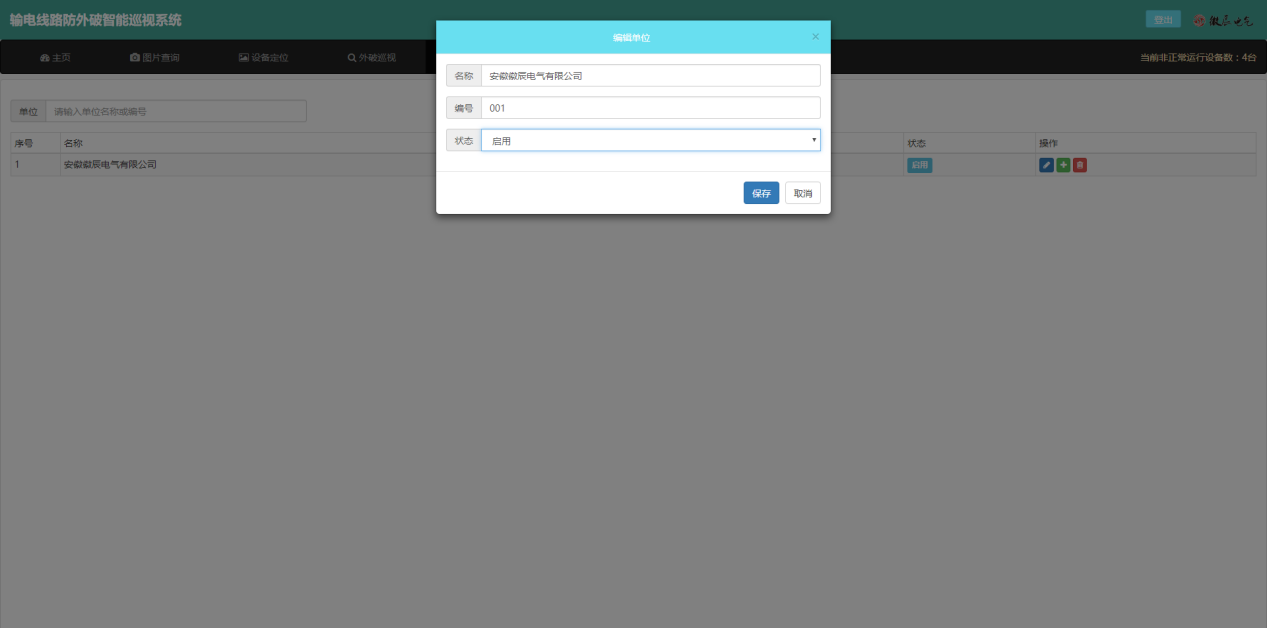 输电线路防外破智能巡视系统
登出
徽辰电气
主页
图片查询
设备定位
外破巡视
当前非正常运行设备数：4台
编辑单位
×
名称 安徽徽辰电气有限公司
编号 001
状态 启用
保存
取消
单位 请输入单位名称或编号
序号 名称 状态 操作
1 安徽徽辰电气有限公司 启用